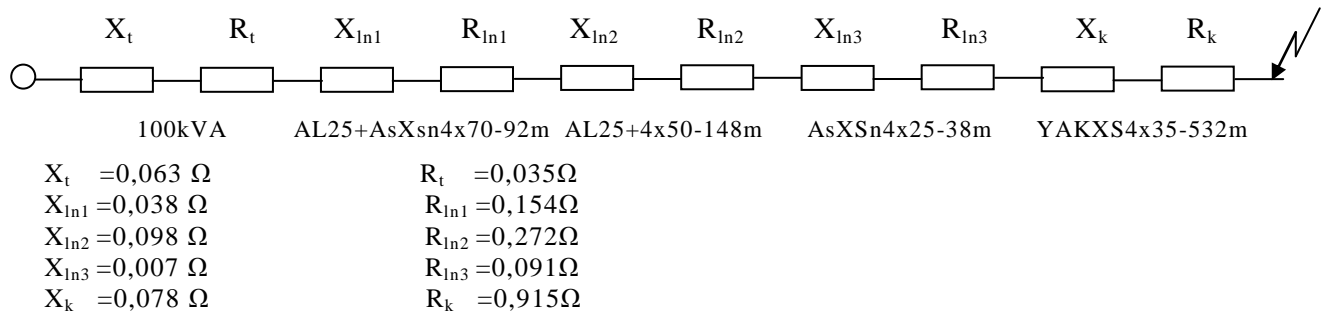 Xt Rt Xln1 Rln1 Xln2 Rln2 Xln3 Rln3 Xk Rk
100kVA AL25+AsXsn4x70-92m AL25+4x50-148m AsXSn4x25-38m YAKXS4x35-532m
Xt =0,063 Ω Rt =0,035Ω
Xln1 =0,038 Ω Rln1 =0,154Ω
Xln2 =0,098 Ω Rln2 =0,272Ω
Xln3 =0,007 Ω Rln3 =0,091Ω
Xk =0,078 Ω Rk =0,915Ω